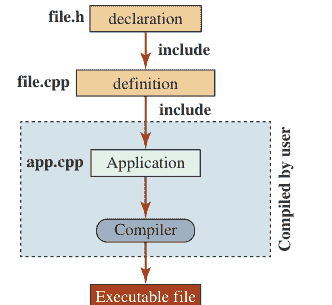 file.h
declaration
include
file.cpp
definition
include
app.cpp
Application
Compiler
Compiled by user
Executable file